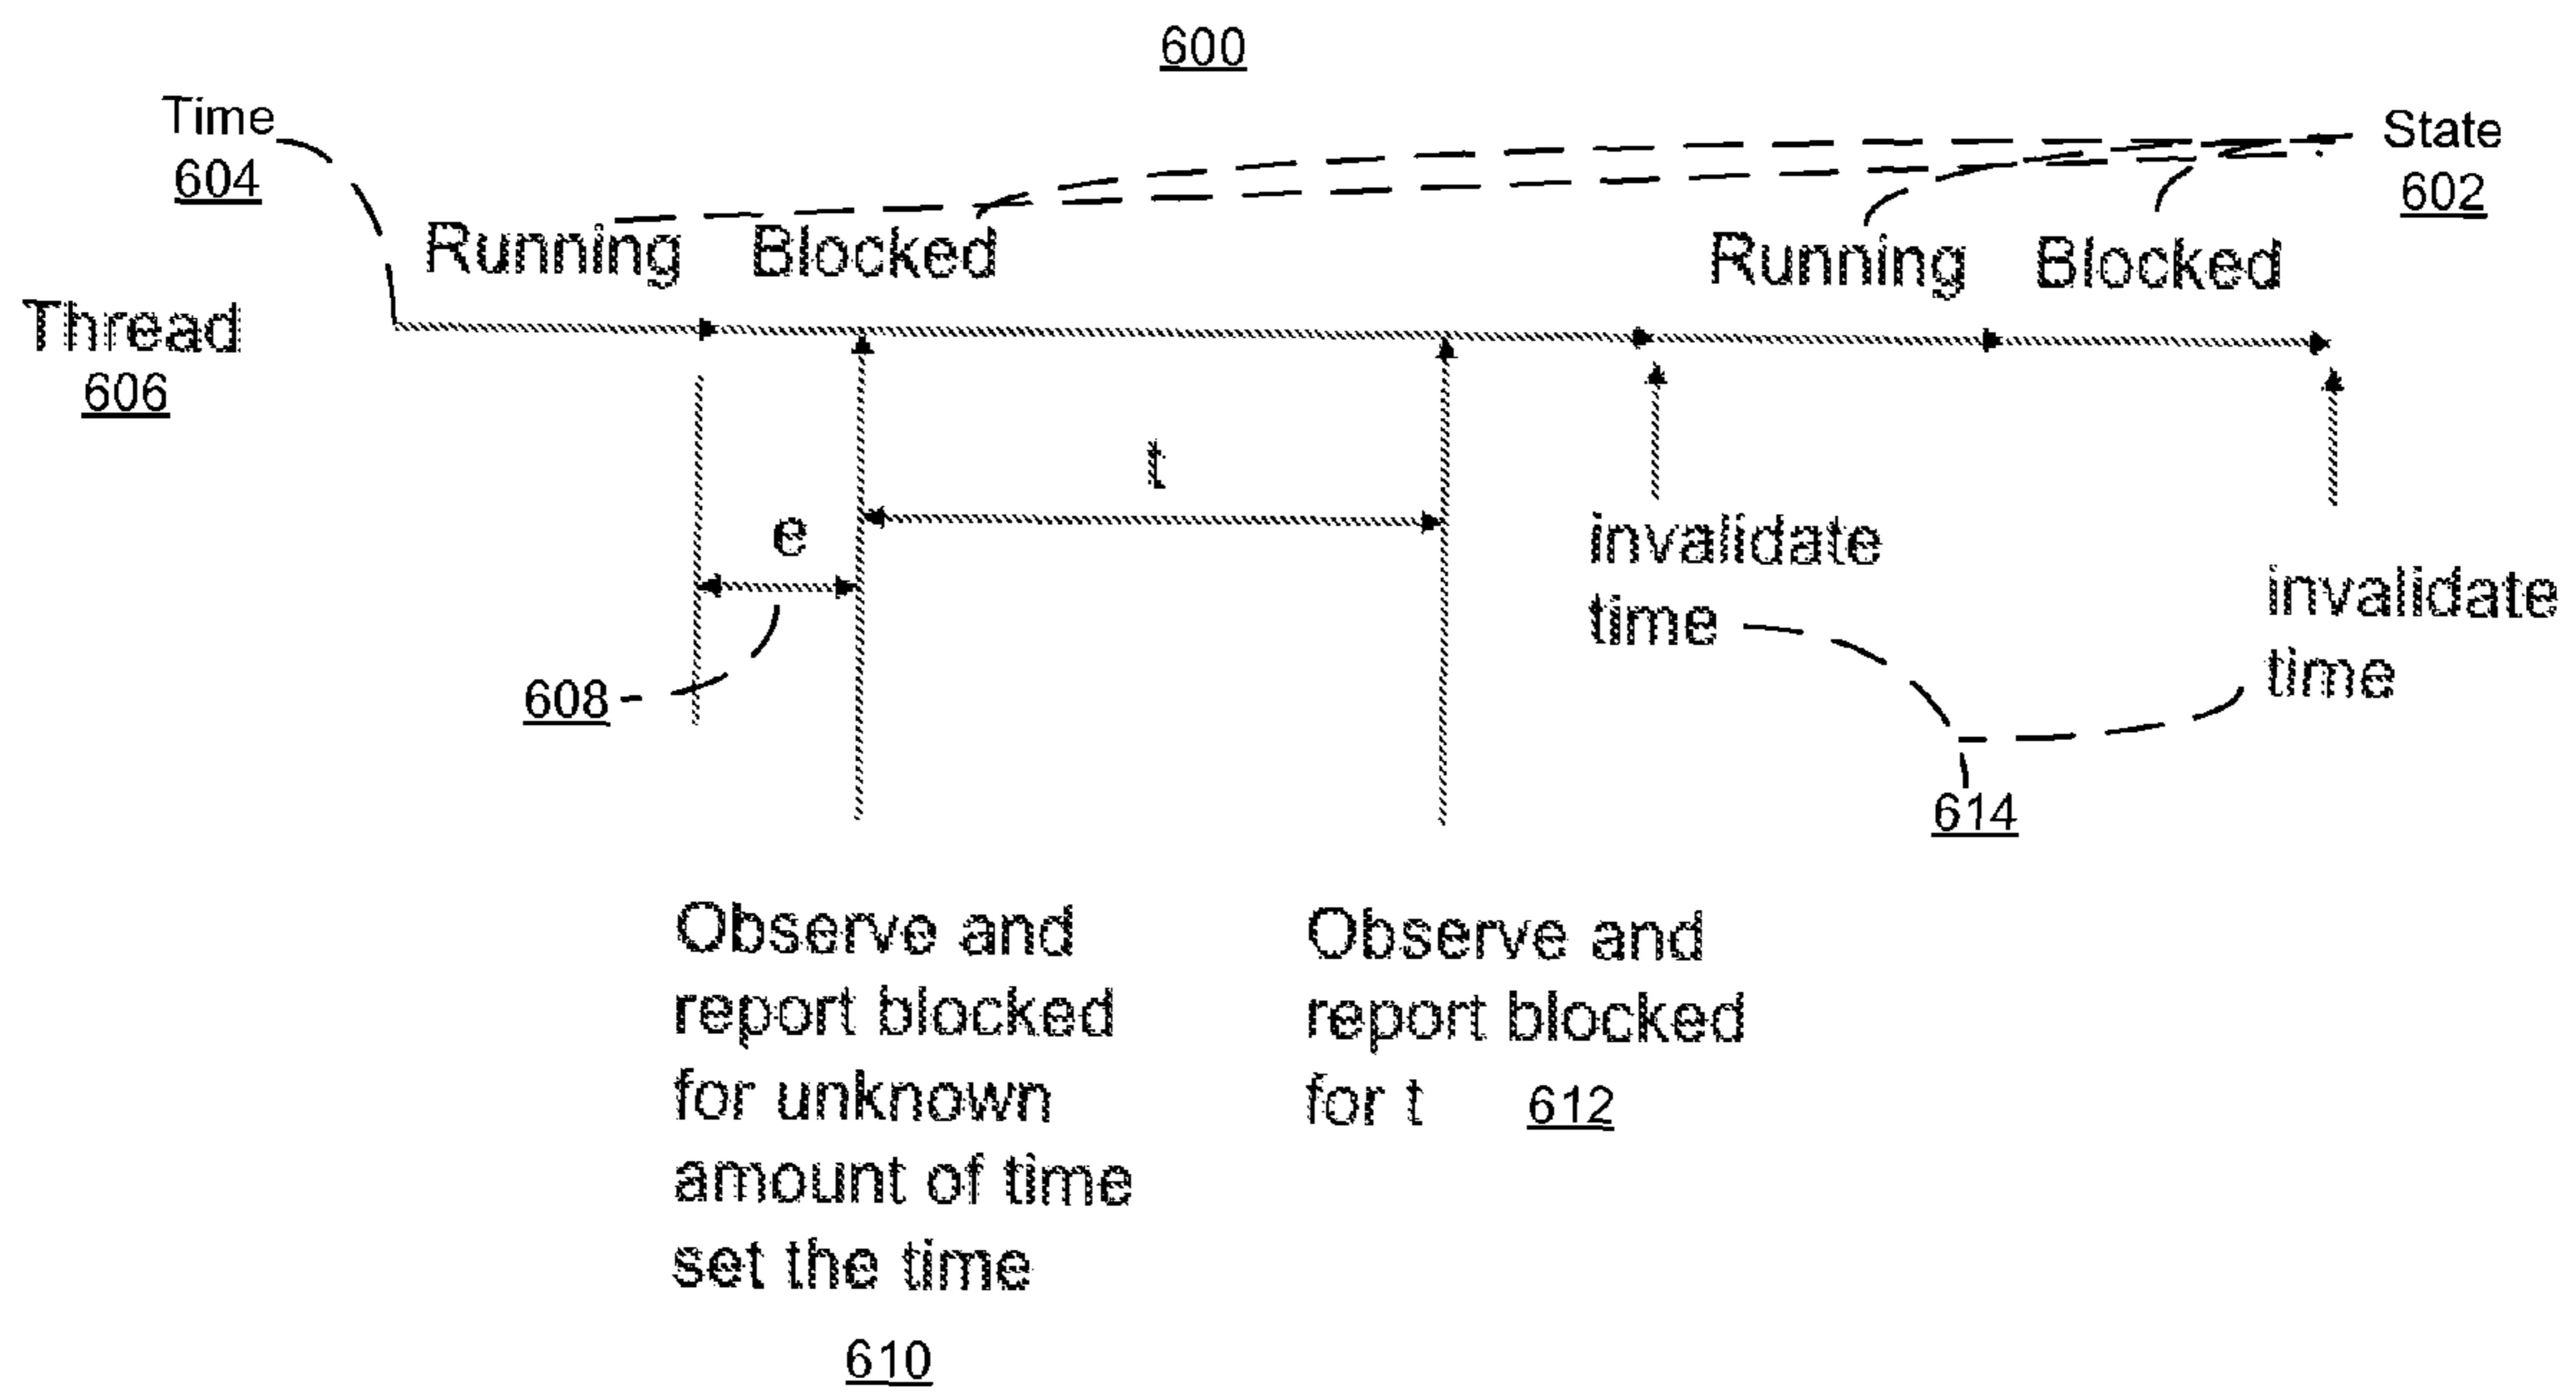 600
Time
604
State
602
Running Blocked
Running Blocked
Thread
606
t
e
608
invalidate
time
invalidate
time
614
Observe and
report blocked
for unknown
amount of time
set the time
610
Observe and
report blocked
for t 612